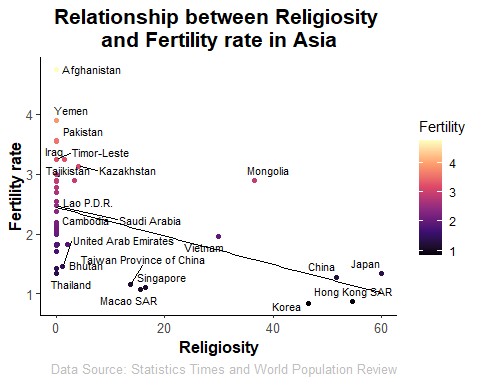 Relationship between Religiosity
and Fertility rate in Asia
Fertility rate
4
3
2
1
Afghanistan
Yemen
Pakistan
Iraq Timor-Leste
Tajikistan Kazakhstan
Mongolia
Lao P.D.R.
Cambodia Saudi Arabia
United Arab Emirates
Vietnam
Taiwan Province of China
Bhutan
China
Japan
Thailand
Singapore
Macao SAR
Hong Kong SAR
Korea
0
20
40
60
Religiosity
Fertility
4
3
2
1
Data Source: Statistics Times and World Population Review